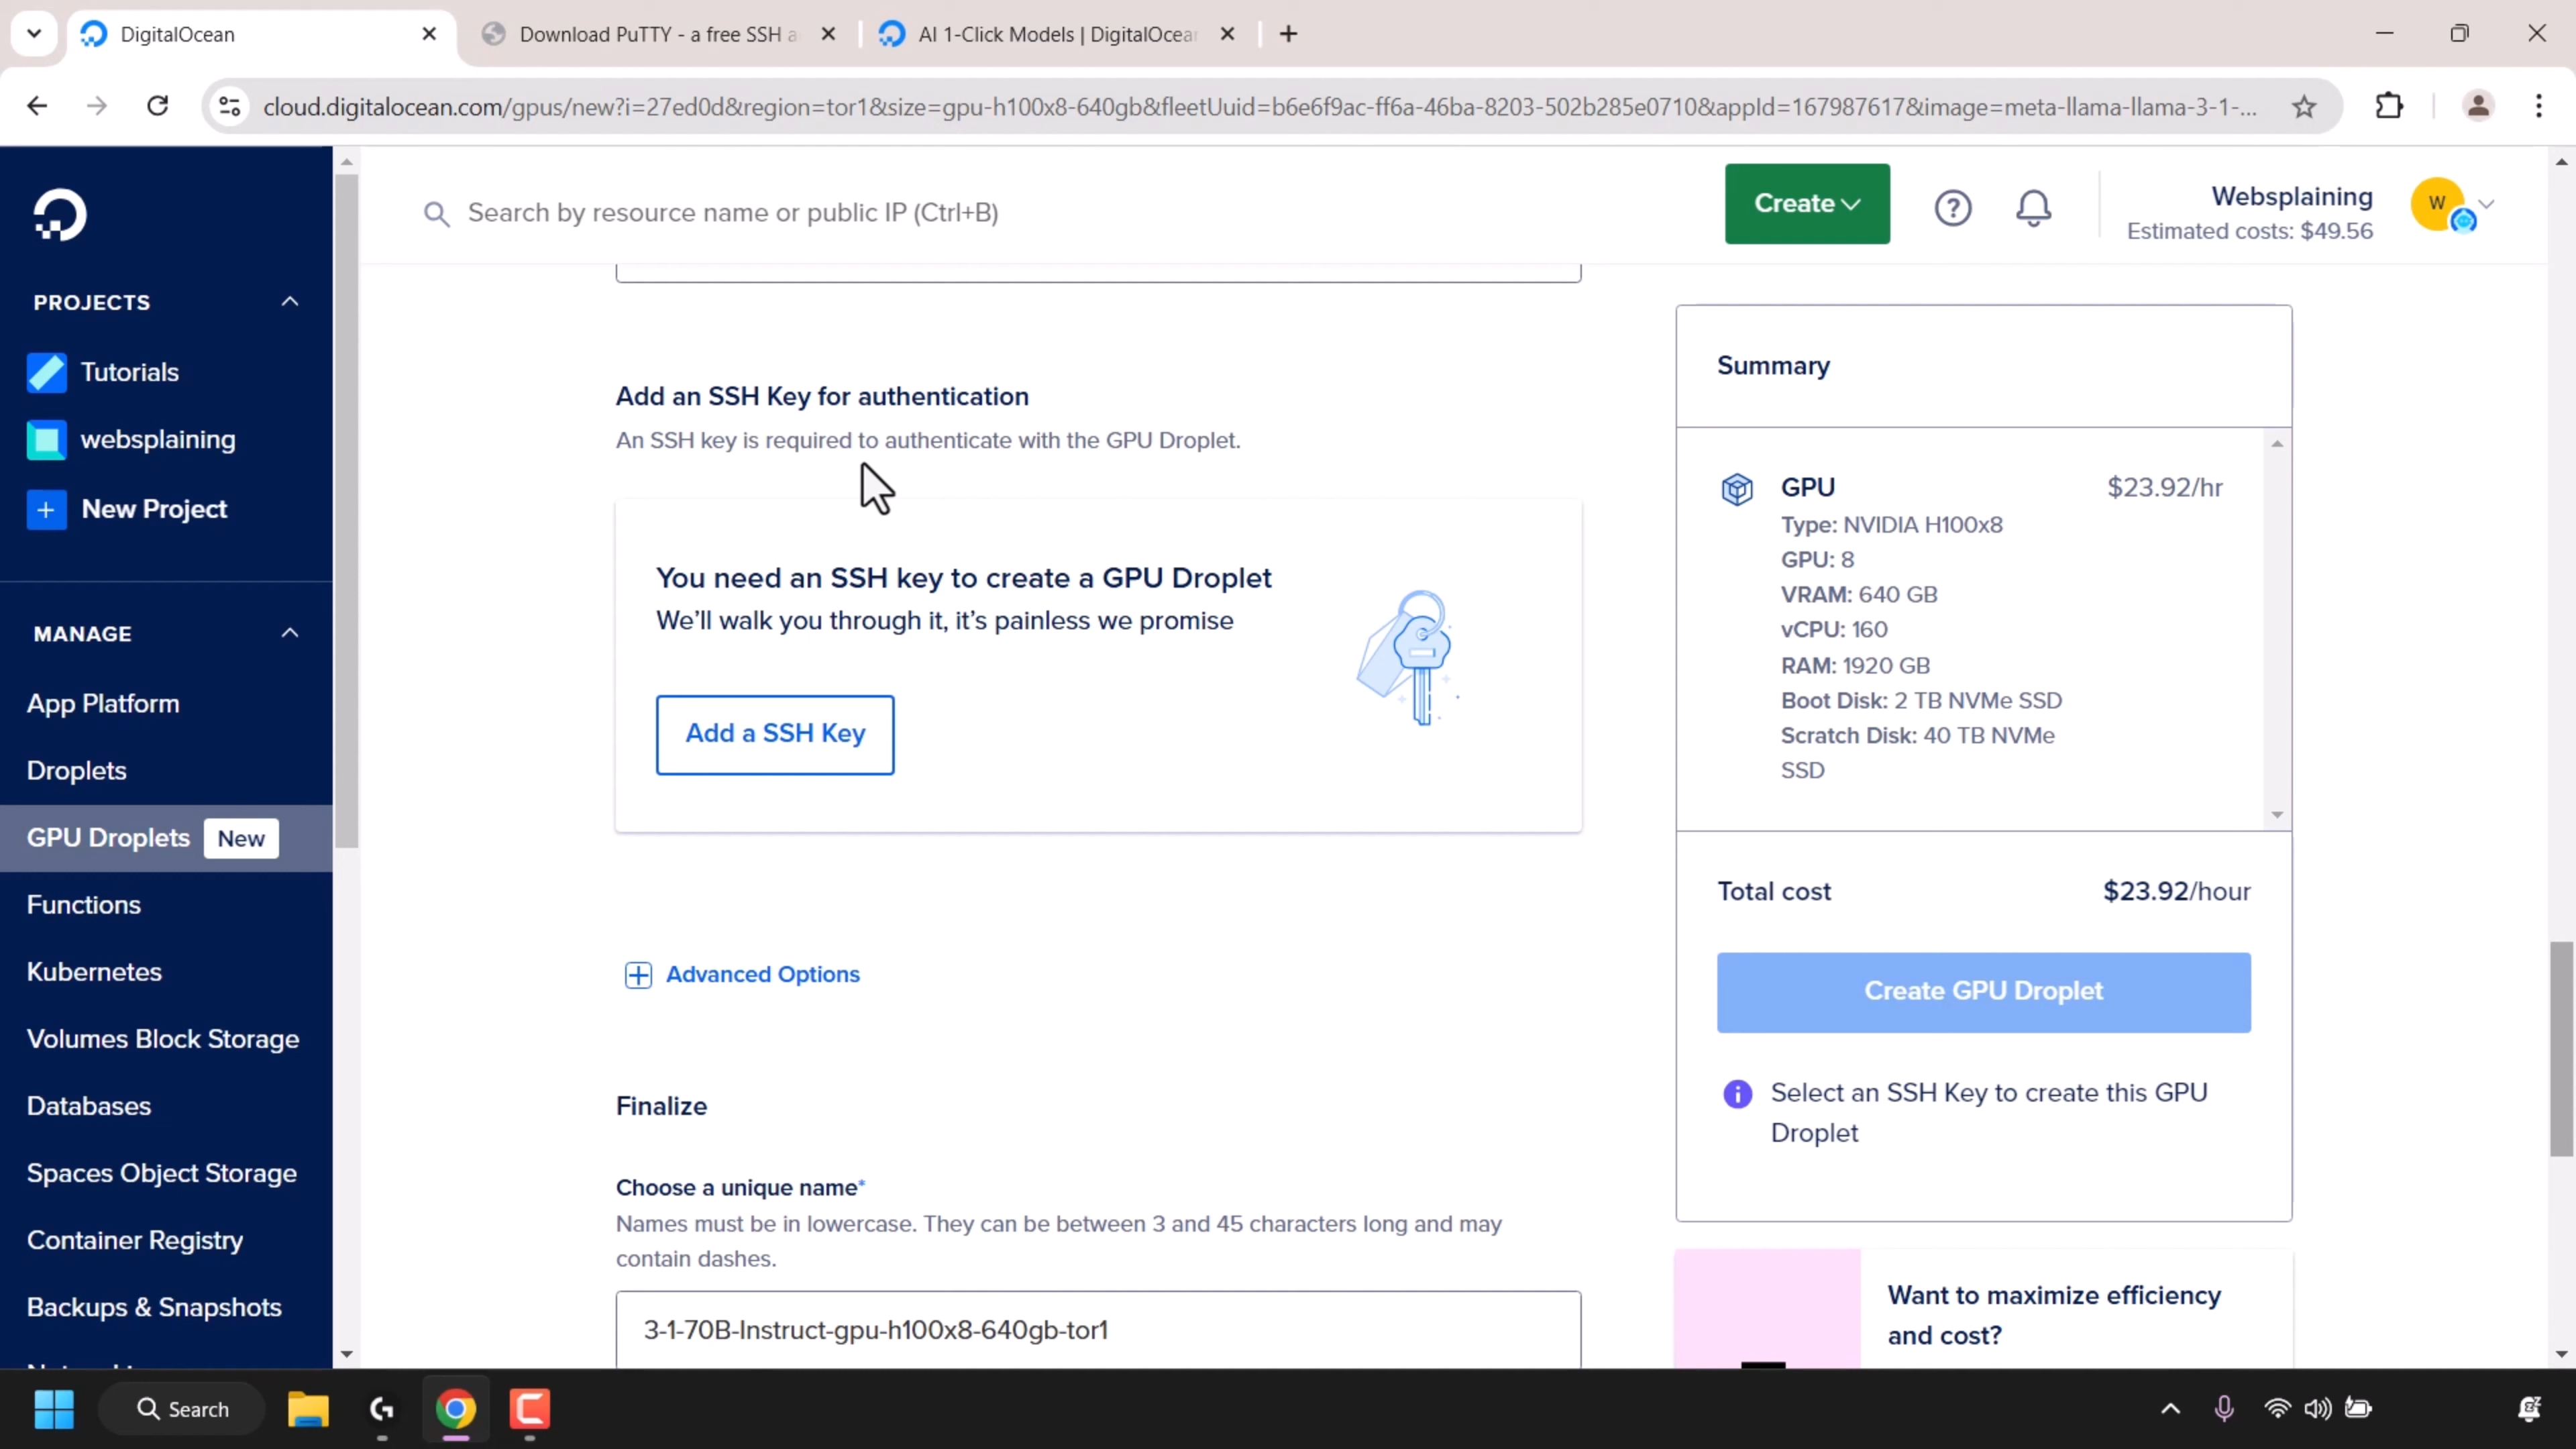 DigitalOcean
Download PuTTY - a free SSH a
AI 1-Click Models | DigitalOcean
cloud.digitalocean.com/gpus/new?i=27ed0d&region=tor1&size=gpu-h100x8-640gb&fleetUuid=b6e6f9ac-ff6a-46ba-8203-502b285e0710&appId=167987617&image=meta-llama-llama-3-1-...
Search by resource name or public IP (Ctrl+B)
Create
Websplaining
Estimated costs: $49.56
W
PROJECTS
Tutorials
websplaining
New Project
MANAGE
App Platform
Droplets
GPU Droplets New
Functions
Kubernetes
Volumes Block Storage
Databases
Spaces Object Storage
Container Registry
Backups & Snapshots
Add an SSH Key for authentication
An SSH key is required to authenticate with the GPU Droplet.
You need an SSH key to create a GPU Droplet
We'll walk you through it, it's painless we promise
Add a SSH Key
Advanced Options
Finalize
Choose a unique name*
Names must be in lowercase. They can be between 3 and 45 characters long and may
contain dashes.
3-1-70B-Instruct-gpu-h100x8-640gb-tor1
Summary
GPU $23.92/hr
Type: NVIDIA H100x8
GPU: 8
VRAM: 640 GB
vCPU: 160
RAM: 1920 GB
Boot Disk: 2 TB NVMe SSD
Scratch Disk: 40 TB NVMe
SSD
Total cost $23.92/hour
Create GPU Droplet
Select an SSH Key to create this GPU
Droplet
Want to maximize efficiency
and cost?
Search